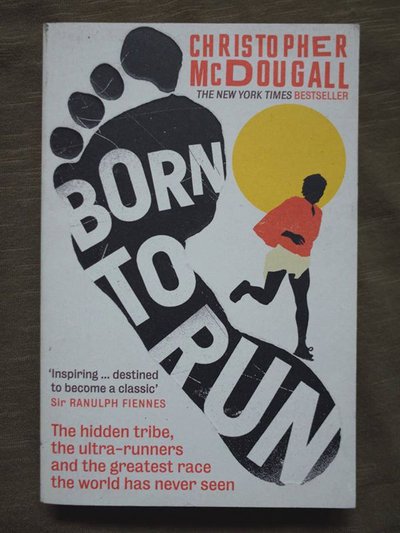 CHRISTOPHER
McDOUGALL
THE NEW YORK TIMES BESTSELLER
BORN
TO
RUN
'Inspiring ... destined
to become a classic'
Sir RANULPH FIENNES
The hidden tribe,
the ultra-runners
and the greatest race
the world has never seen